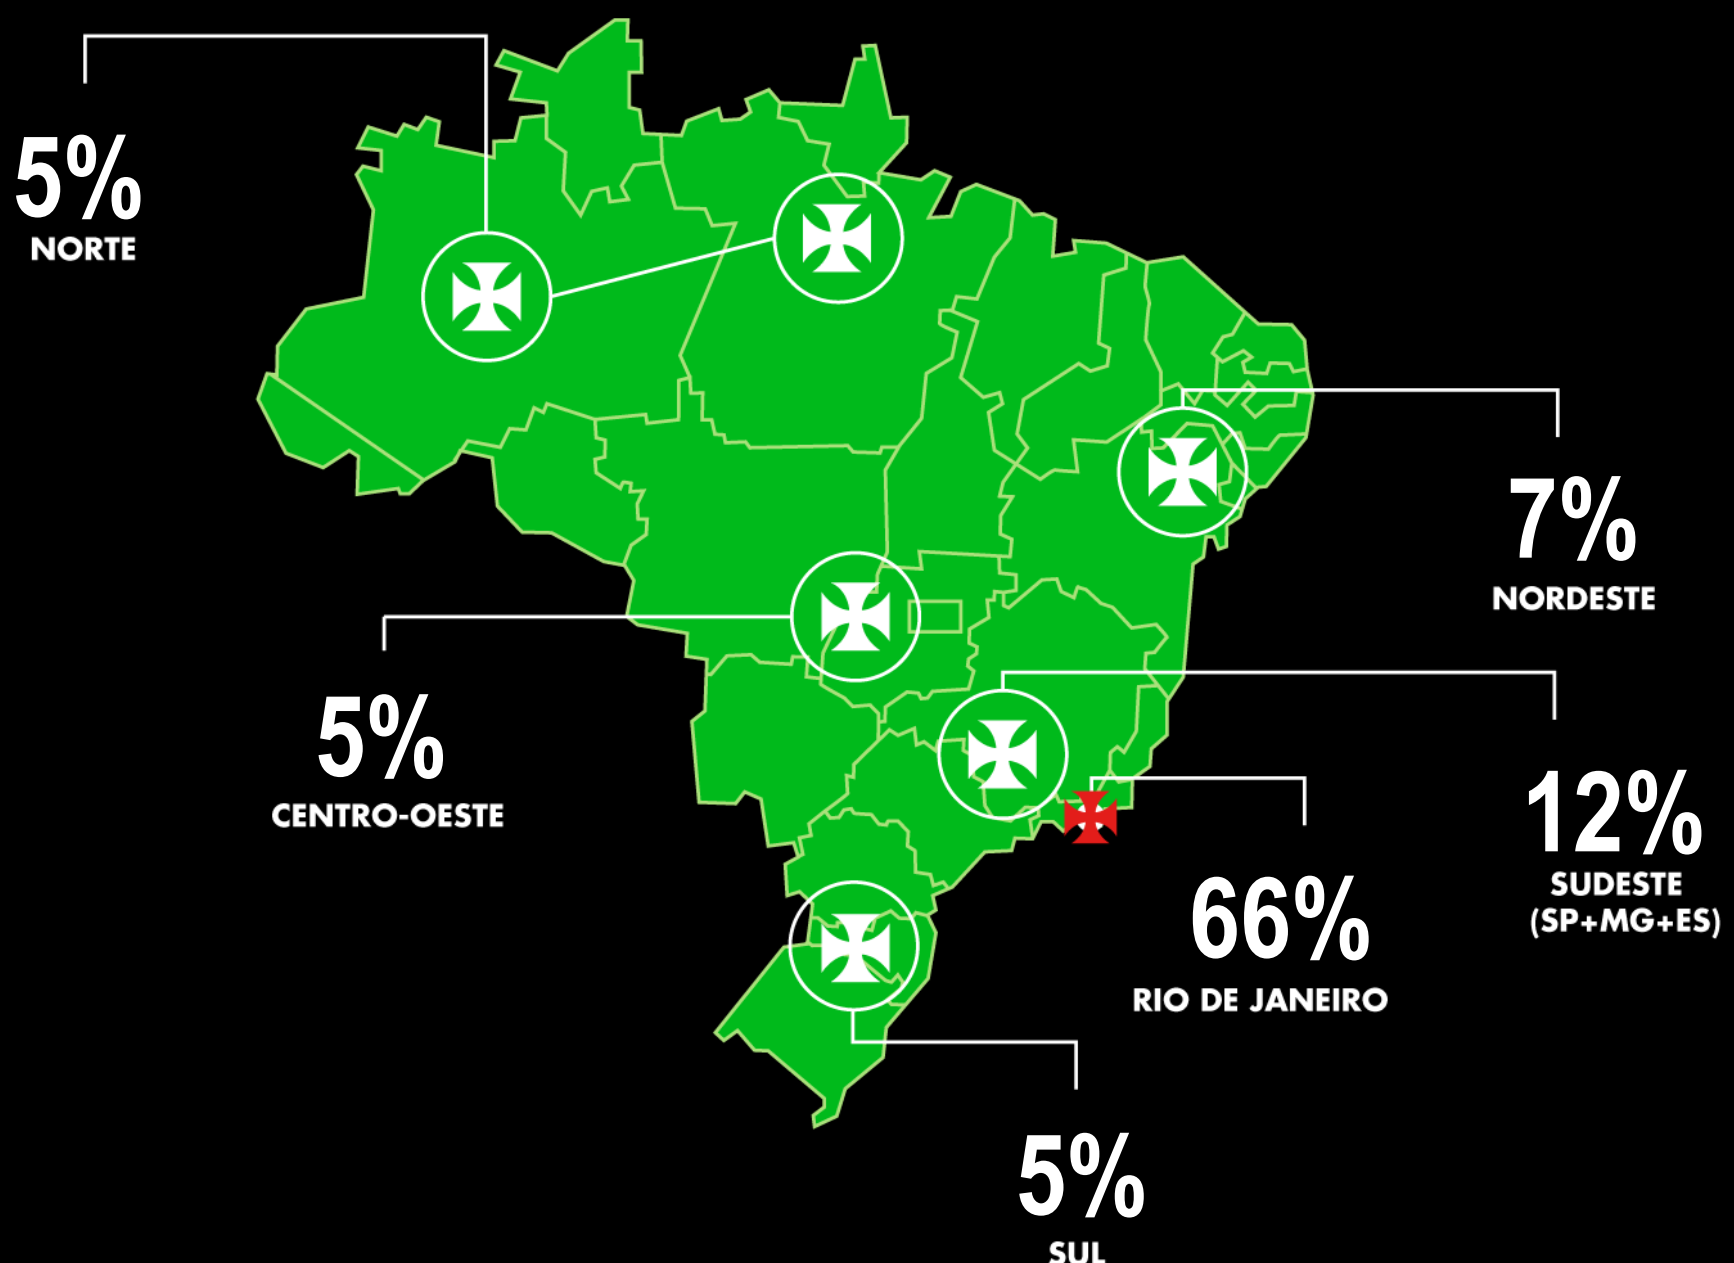 5%
NORTE
7%
NORDESTE
5%
CENTRO-OESTE
12%
SUDESTE
(SP+MG+ES)
66%
RIO DE JANEIRO
5%
SUL